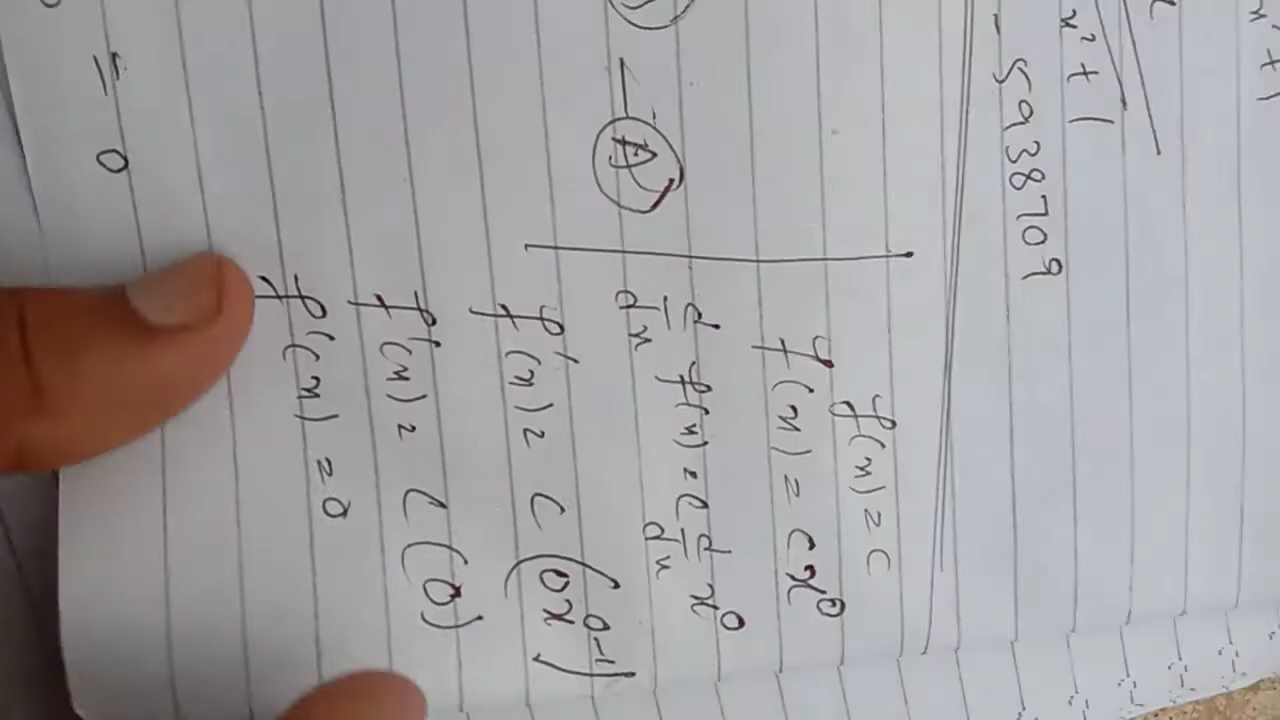 x² + 1
- 5938709
A
= 0
f(x) = c
f(x) = cx⁰
d/dx f(x) = c d/dx x⁰
f'(x) = c (0x⁰⁻¹)
f'(x) = c (0)
f'(x) = 0